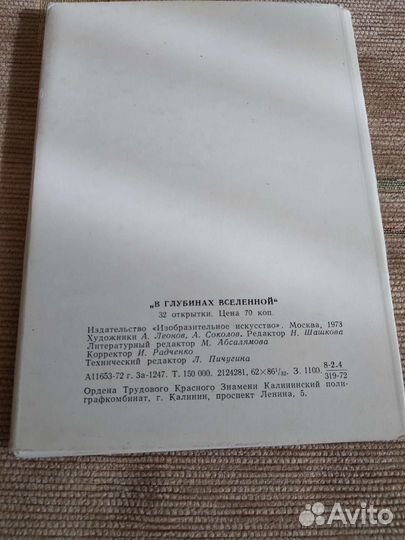 „В ГЛУБИНАХ ВСЕЛЕННОЙ“
32 открытки. Цена 70 коп.
Издательство «Изобразительное искусство». Москва, 1973
Художники А. Леонов, А. Соколов. Редактор Н. Шашкова
Литературный редактор М. Абсалямова
Корректор И. Радченко
Технический редактор Л. Пичугина
А11653-72 г. За-1247. Т. 150 000. 2124281, 62×86 1/32. З. 1100. 8-2.4/319-72
Ордена Трудового Красного Знамени Калининский поли-
графкомбинат, г. Калинин, проспект Ленина, 5.
Avito